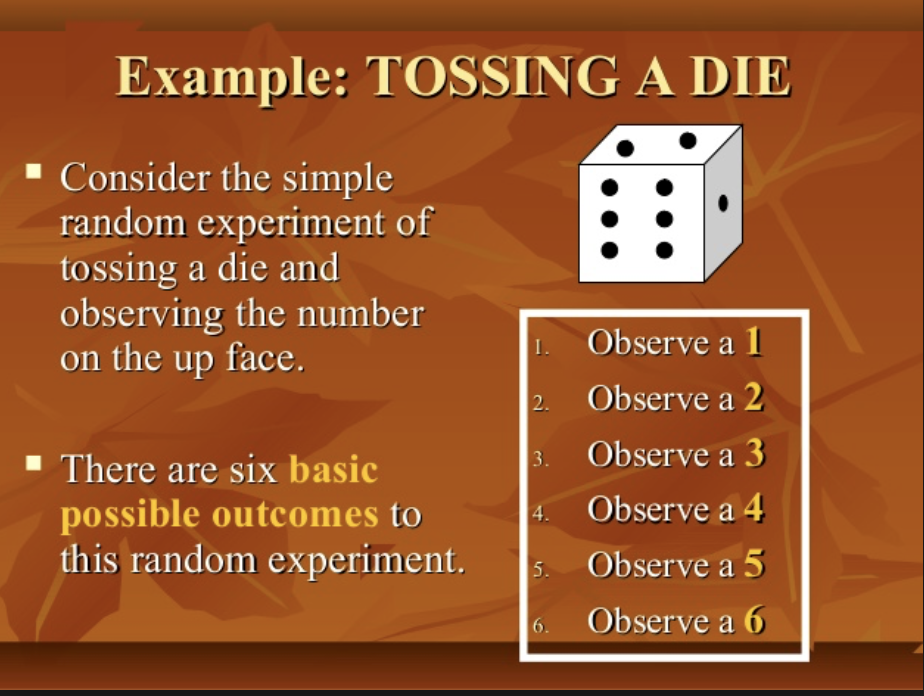 Example: TOSSING A DIE
Consider the simple
random experiment of
tossing a die and
observing the number
on the up face.
There are six basic
possible outcomes to
this random experiment.
1. Observe a 1
2. Observe a 2
3. Observe a 3
4. Observe a 4
5. Observe a 5
6. Observe a 6